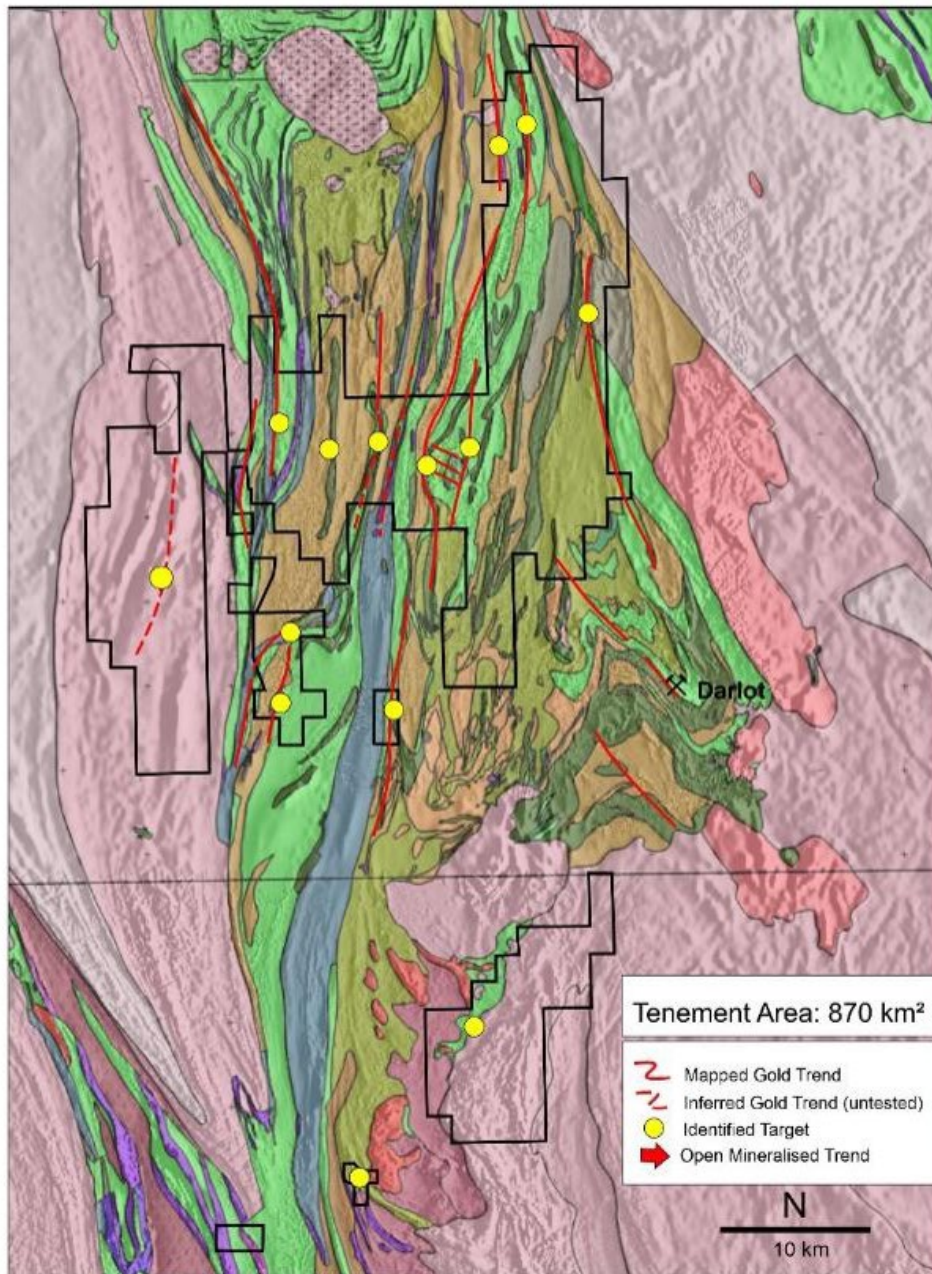 Darlot
Tenement Area: 870 km²
Mapped Gold Trend
Inferred Gold Trend (untested)
Identified Target
Open Mineralised Trend
N
10 km